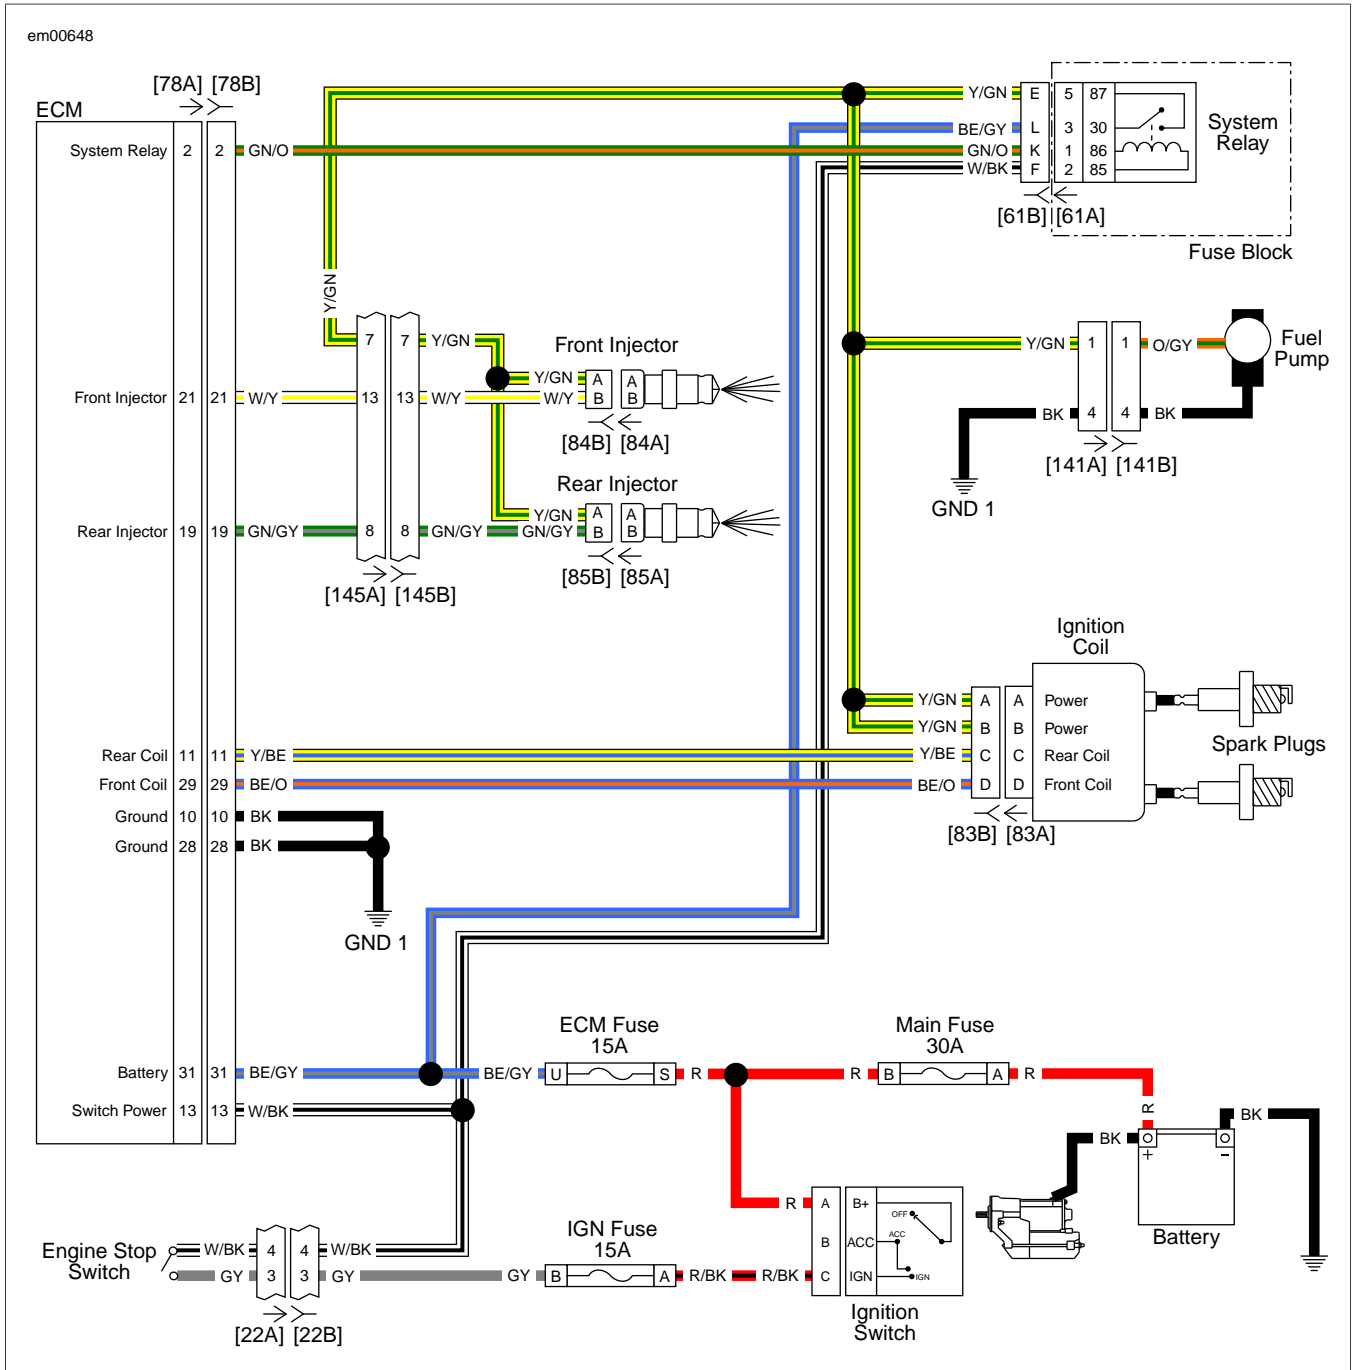 em00648
[78A] [78B]
ECM
System Relay 2 2 GN/O GN/O K 1 86
Y/GN E 5 87
BE/GY L 3 30
W/BK F 2 85
System
Relay
[61B] [61A]
Fuse Block
Y/GN
7 7 Y/GN
Front Injector
Y/GN A A
Front Injector 21 21 W/Y 13 13 W/Y W/Y B B
[84B] [84A]
Rear Injector
Y/GN A A
Rear Injector 19 19 GN/GY 8 8 GN/GY GN/GY B B
[85B] [85A]
[145A] [145B]
Y/GN 1 1 O/GY
Fuel
Pump
BK 4 4 BK
[141A] [141B]
GND 1
Ignition
Coil
Y/GN A A Power
Y/GN B B Power
Rear Coil 11 11 Y/BE Y/BE C C Rear Coil
Front Coil 29 29 BE/O BE/O D D Front Coil
Spark Plugs
[83B] [83A]
Ground 10 10 BK
Ground 28 28 BK
GND 1
ECM Fuse
15A
Main Fuse
30A
Battery 31 31 BE/GY BE/GY U S R R B A R
Switch Power 13 13 W/BK
R
BK
BK
+ -
Battery
R A B+
OFF
B ACC
ACC
C IGN
IGN
Ignition
Switch
IGN Fuse
15A
Engine Stop
Switch
W/BK 4 4 W/BK
GY 3 3 GY GY B A R/BK R/BK
[22A] [22B]